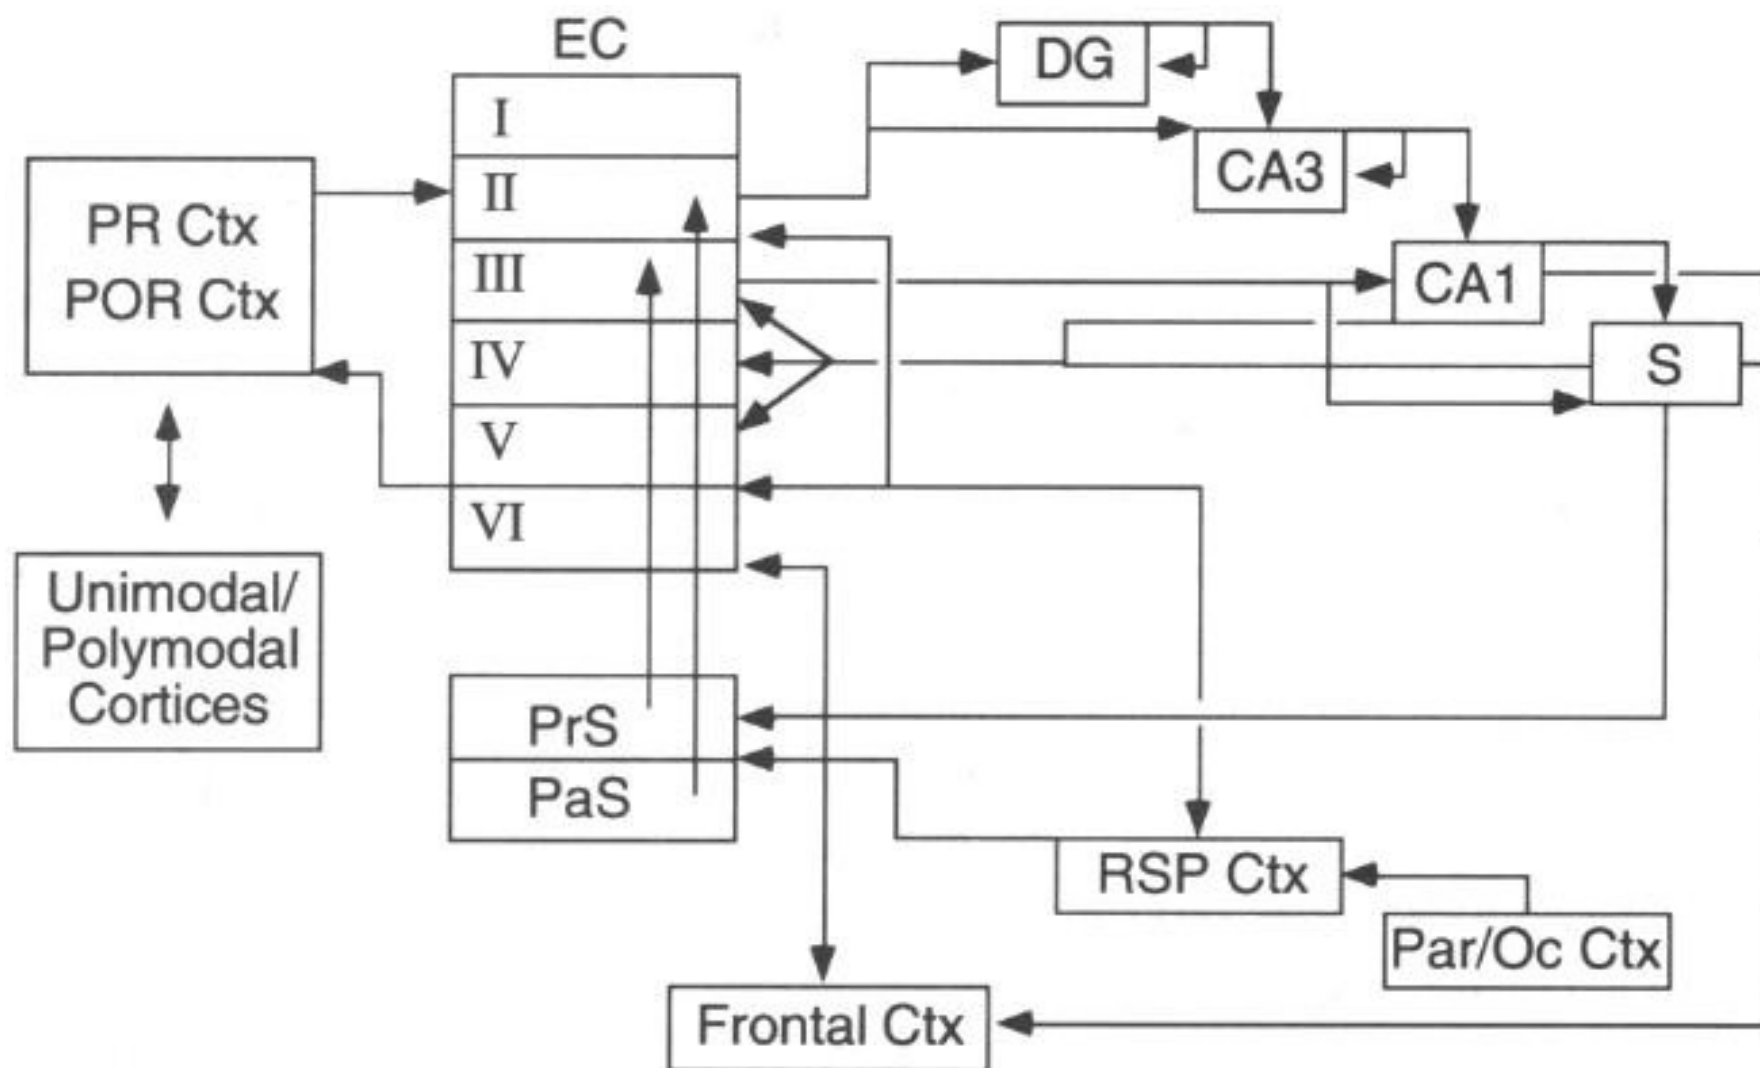 EC
I
II
III
IV
V
VI
PR Ctx
POR Ctx
Unimodal/
Polymodal
Cortices
PrS
PaS
DG
CA3
CA1
S
RSP Ctx
Par/Oc Ctx
Frontal Ctx